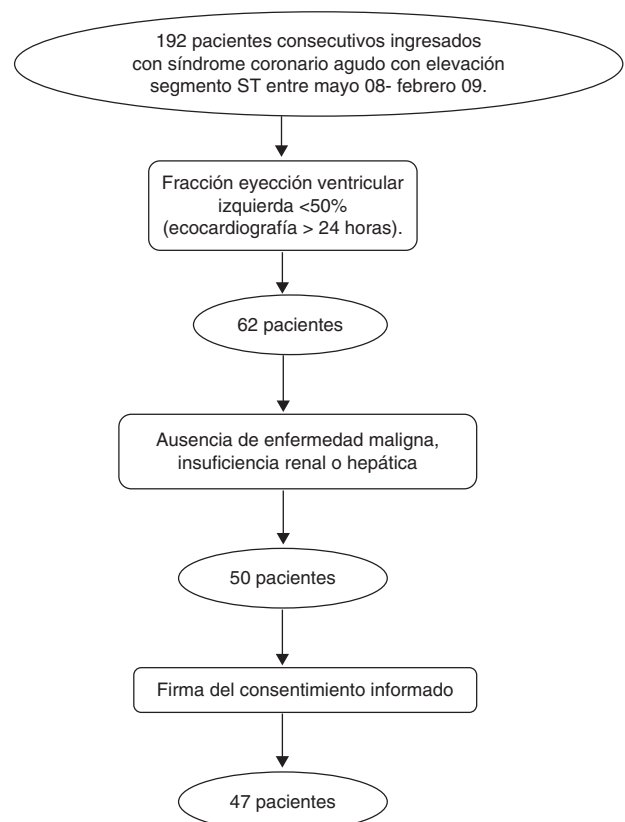 192 pacientes consecutivos ingresados
con síndrome coronario agudo con elevación
segmento ST entre mayo 08- febrero 09.
Fracción eyección ventricular
izquierda <50%
(ecocardiografía > 24 horas).
62 pacientes
Ausencia de enfermedad maligna,
insuficiencia renal o hepática
50 pacientes
Firma del consentimiento informado
47 pacientes